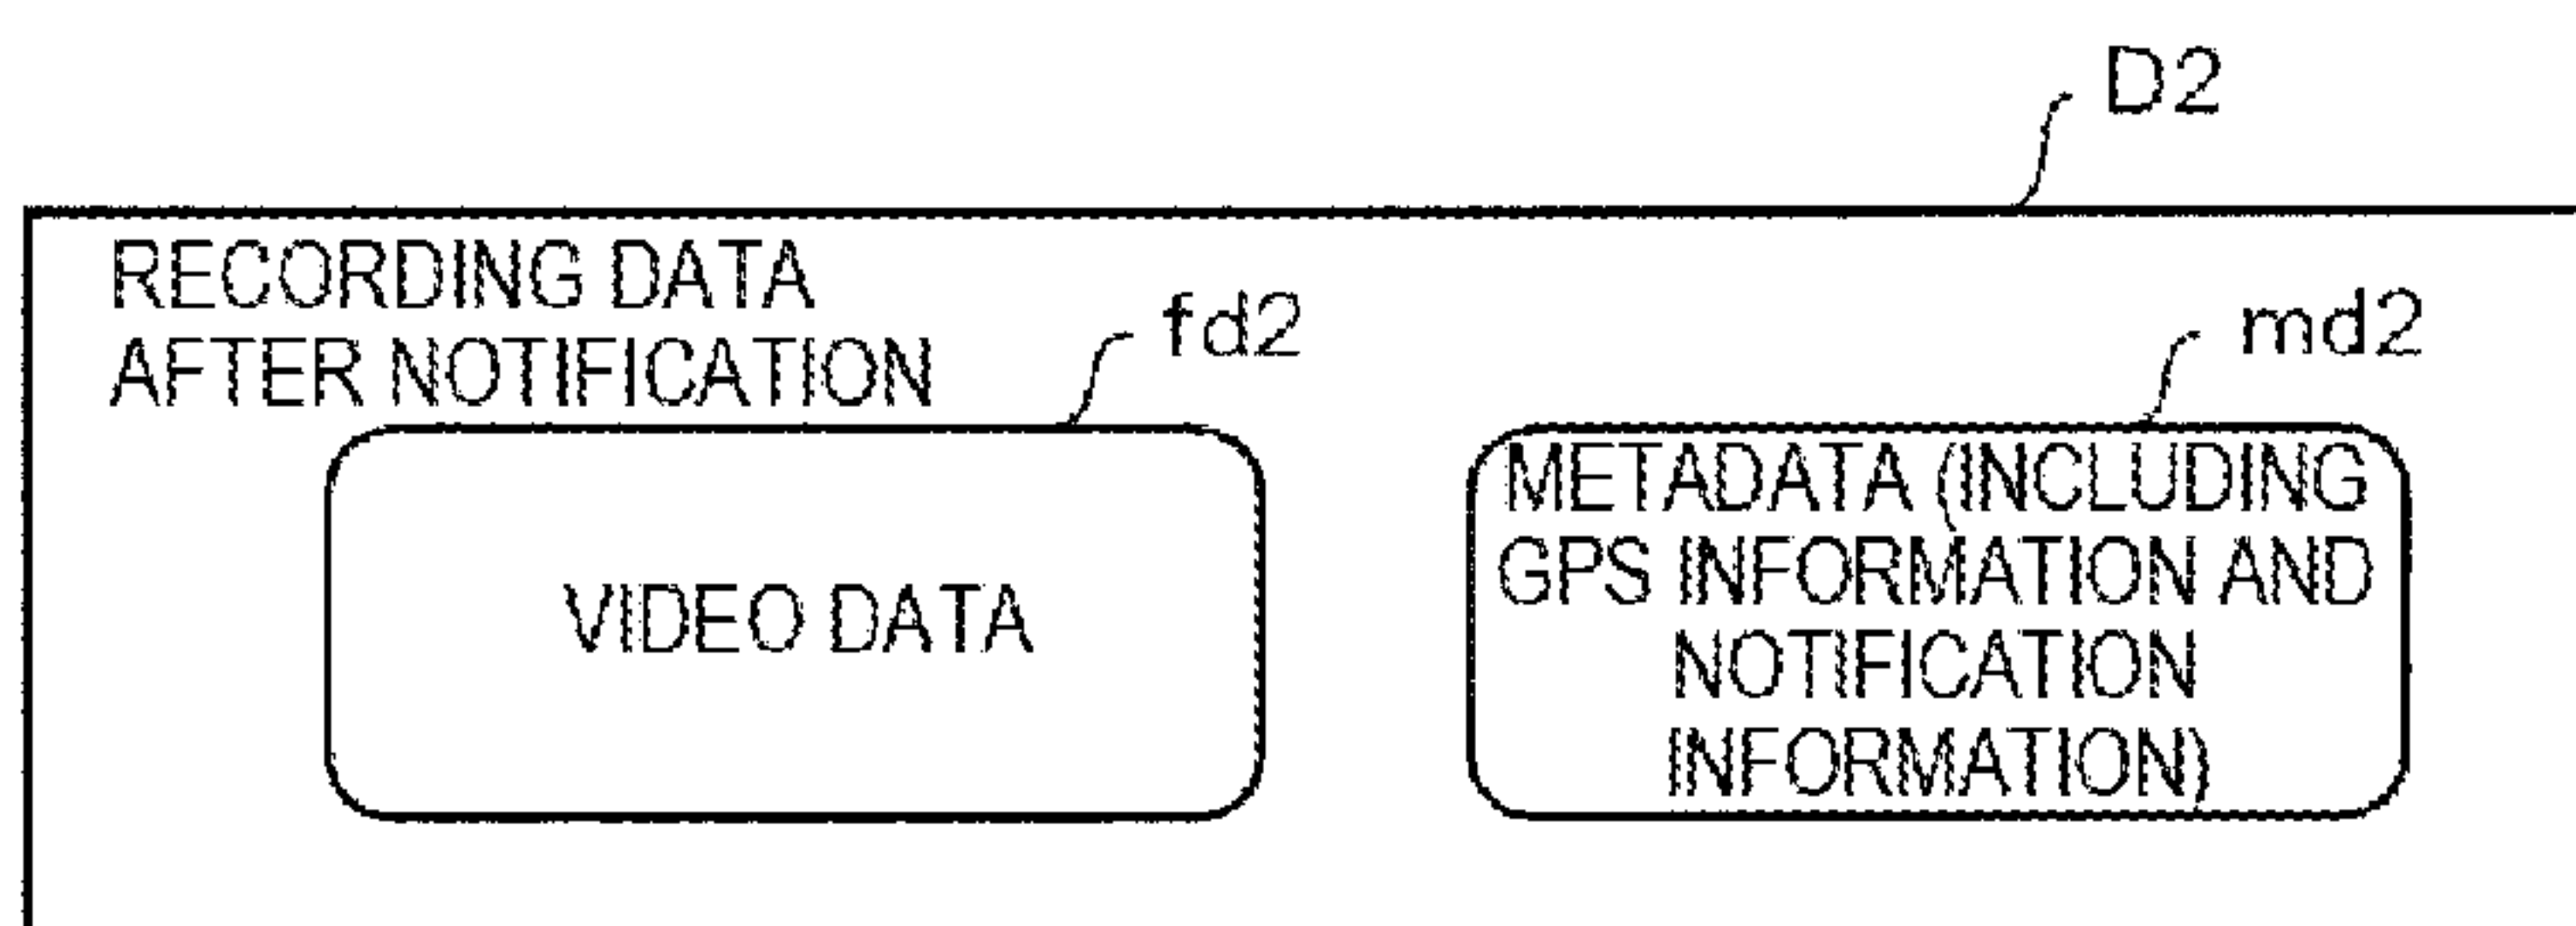 D2
RECORDING DATA
AFTER NOTIFICATION
fd2
md2
VIDEO DATA
METADATA (INCLUDING
GPS INFORMATION AND
NOTIFICATION
INFORMATION)